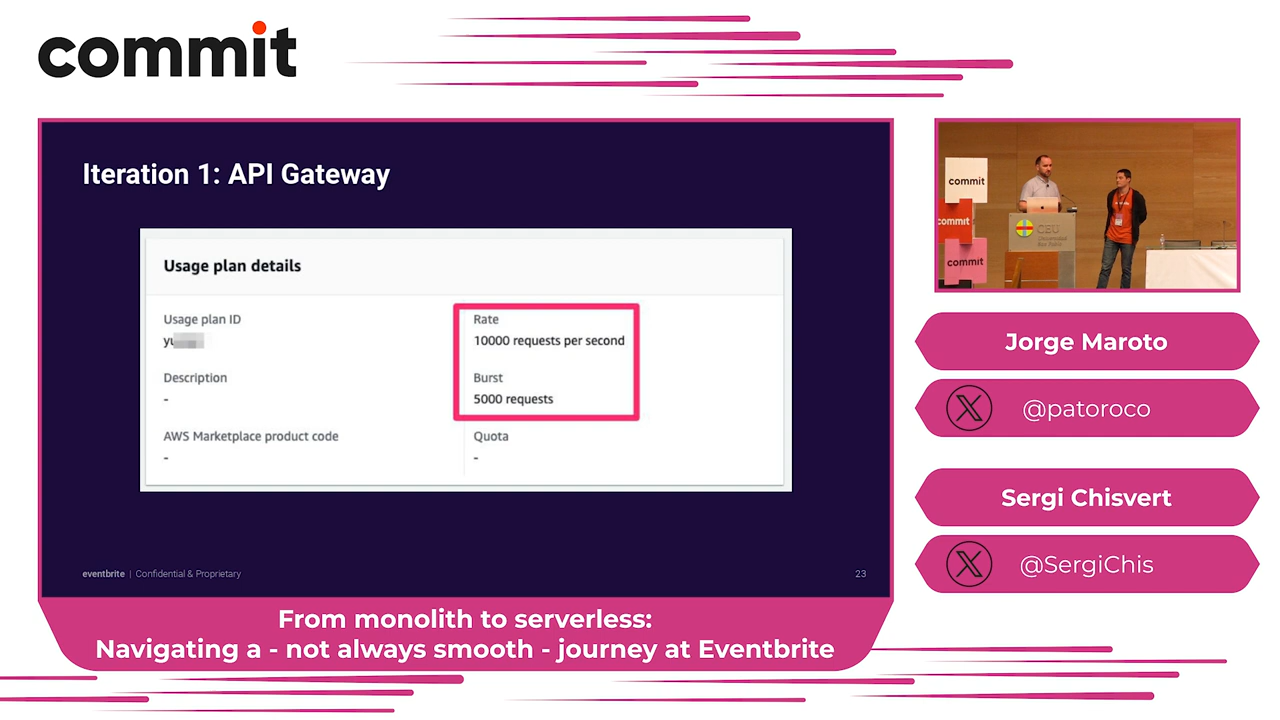 commit
Iteration 1: API Gateway
Usage plan details
Usage plan ID
Rate
10000 requests per second
Description
-
Burst
5000 requests
AWS Marketplace product code
-
Quota
-
eventbrite | Confidential & Proprietary
23
From monolith to serverless:
Navigating a - not always smooth - journey at Eventbrite
commit
commit
commit
CEU
Jorge Maroto
@patoroco
Sergi Chisvert
@SergiChis